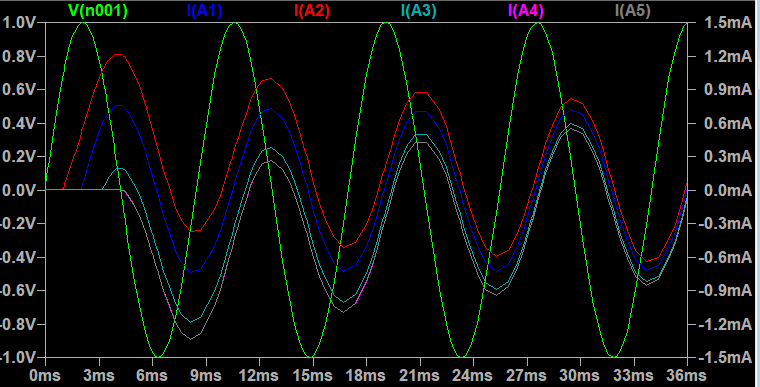 V(n001) I(A1) I(A2) I(A3) I(A4) I(A5)
1.0V 1.5mA
0.8V 1.2mA
0.6V 0.9mA
0.4V 0.6mA
0.2V 0.3mA
0.0V 0.0mA
-0.2V -0.3mA
-0.4V -0.6mA
-0.6V -0.9mA
-0.8V -1.2mA
-1.0V -1.5mA
0ms 3ms 6ms 9ms 12ms 15ms 18ms 21ms 24ms 27ms 30ms 33ms 36ms